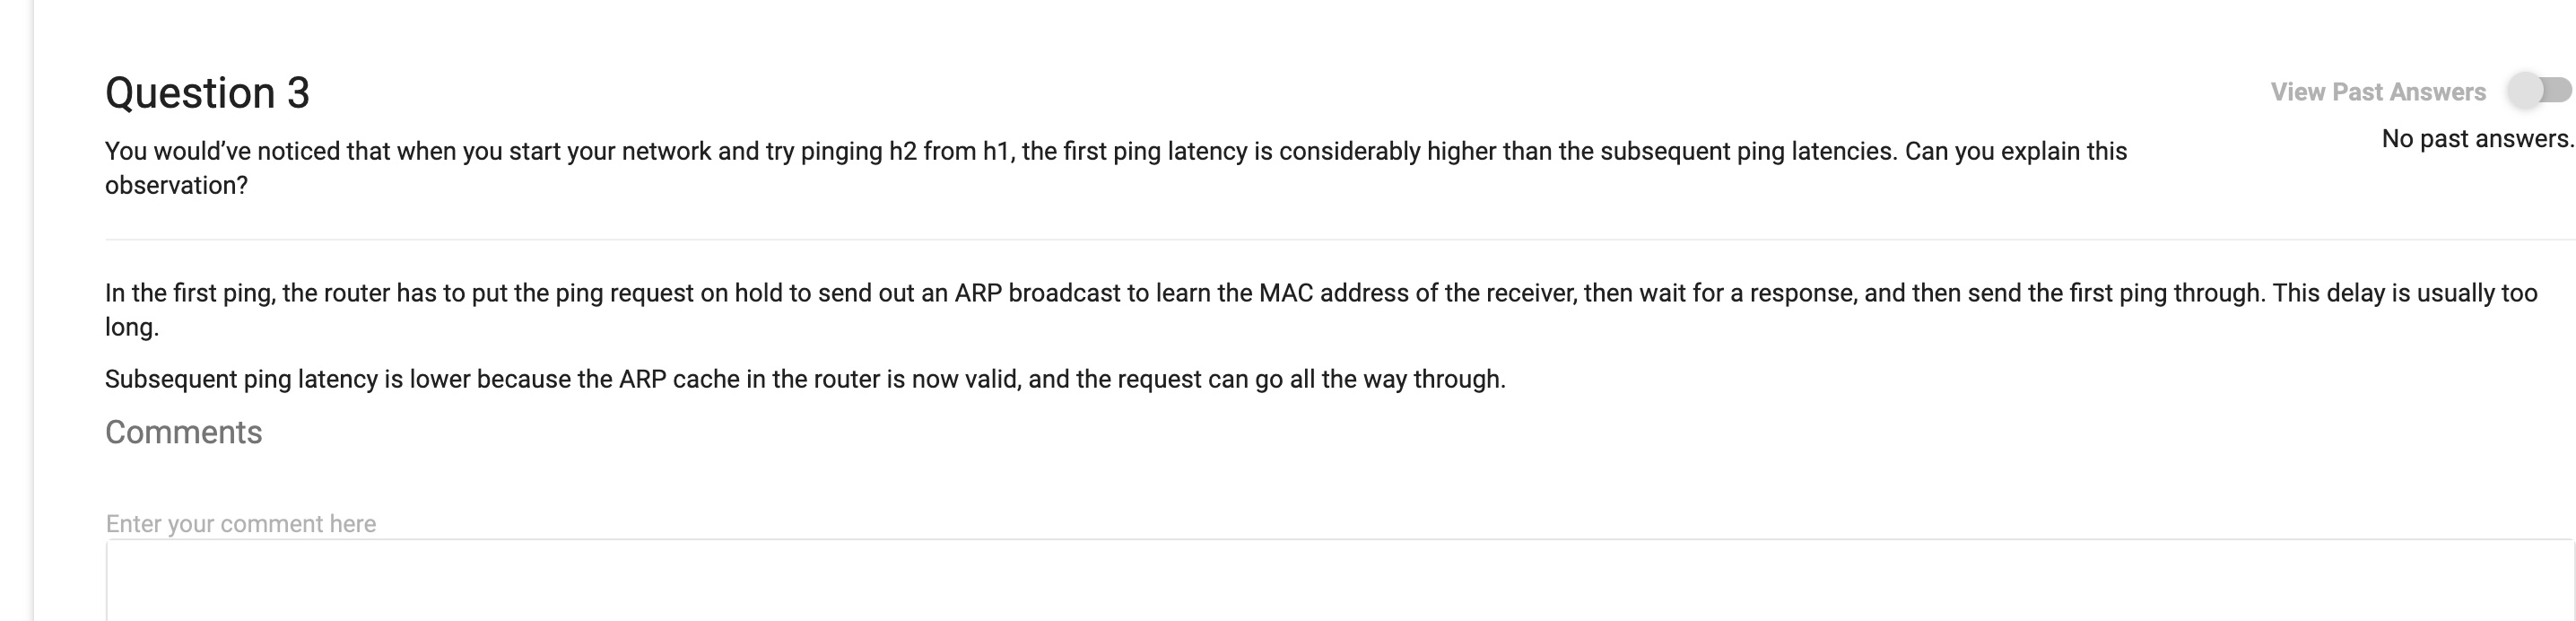 Question 3
View Past Answers
You would’ve noticed that when you start your network and try pinging h2 from h1, the first ping latency is considerably higher than the subsequent ping latencies. Can you explain this
observation?
No past answers.
In the first ping, the router has to put the ping request on hold to send out an ARP broadcast to learn the MAC address of the receiver, then wait for a response, and then send the first ping through. This delay is usually too
long.
Subsequent ping latency is lower because the ARP cache in the router is now valid, and the request can go all the way through.
Comments
Enter your comment here